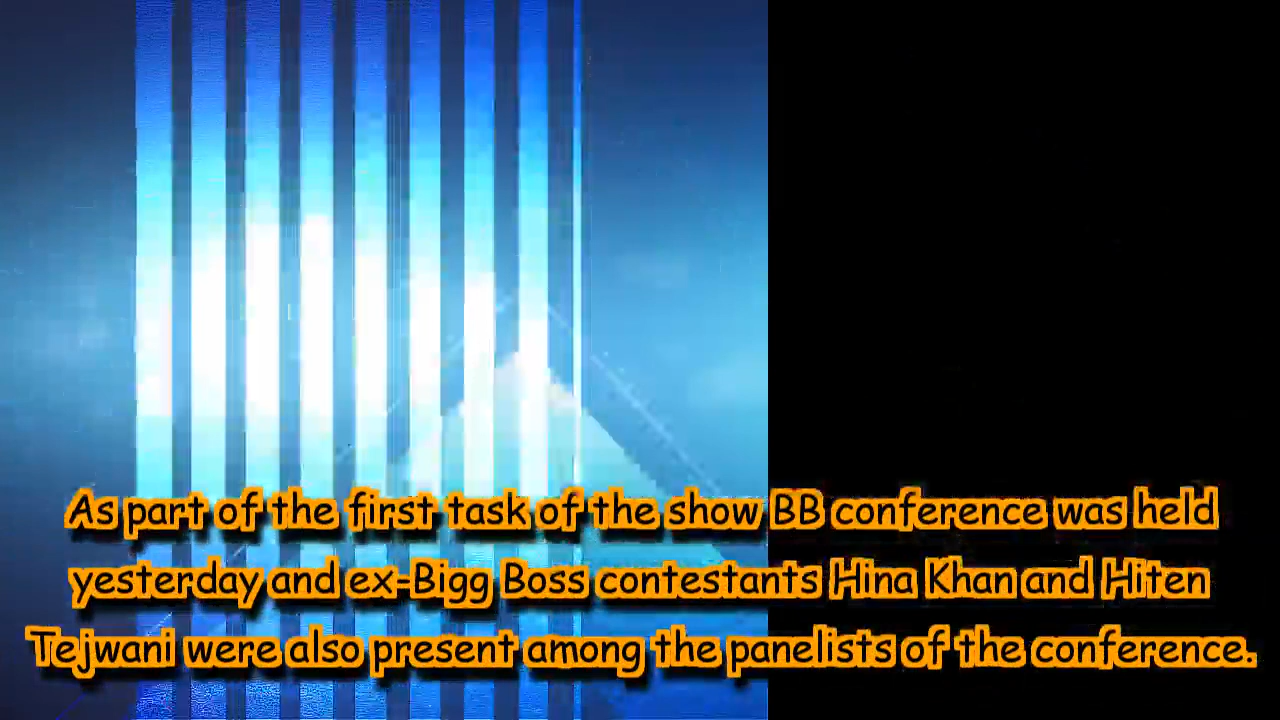 As part of the first task of the show BB conference was held
yesterday and ex-Bigg Boss contestants Hina Khan and Hiten
Tejwani were also present among the panelists of the conference.